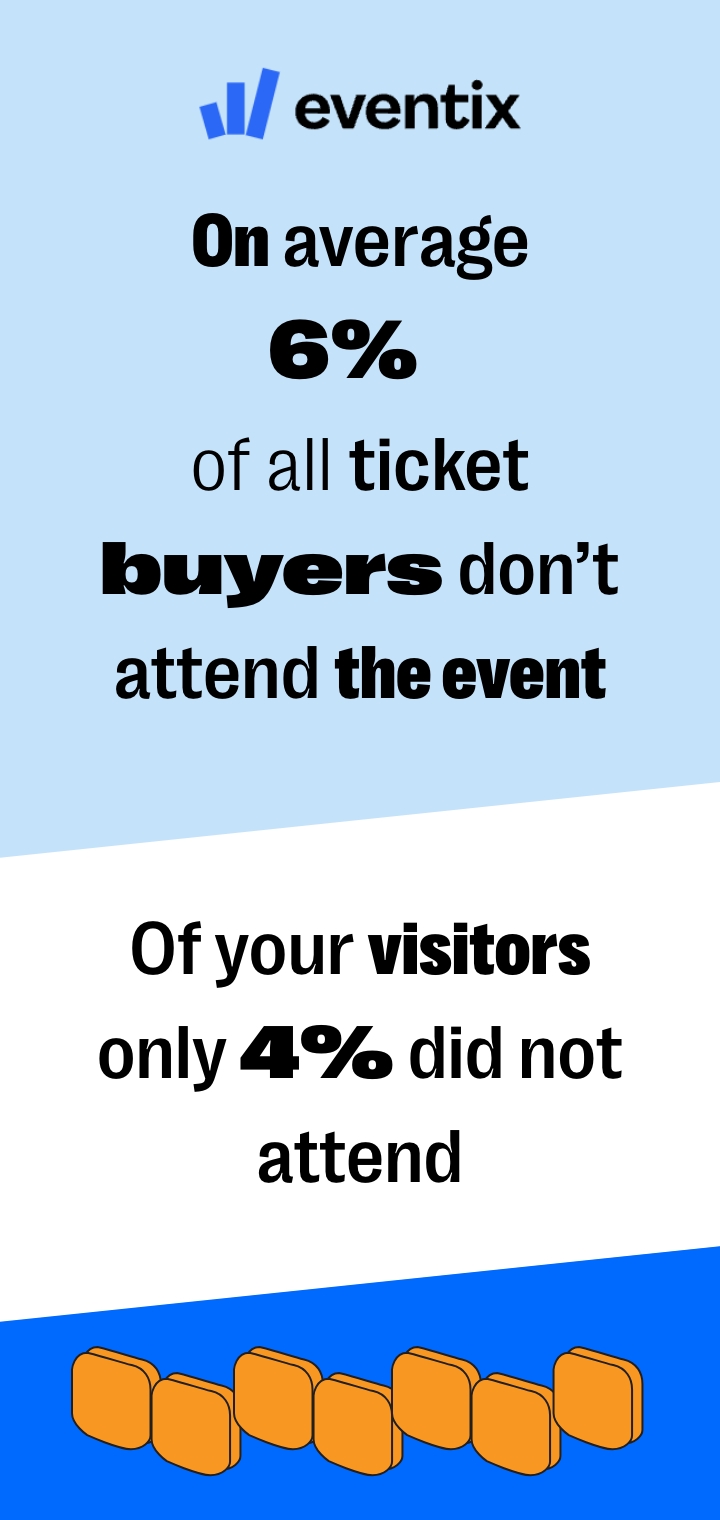 eventix
On average
6%
of all ticket
buyers don’t
attend the event
Of your visitors
only 4% did not
attend